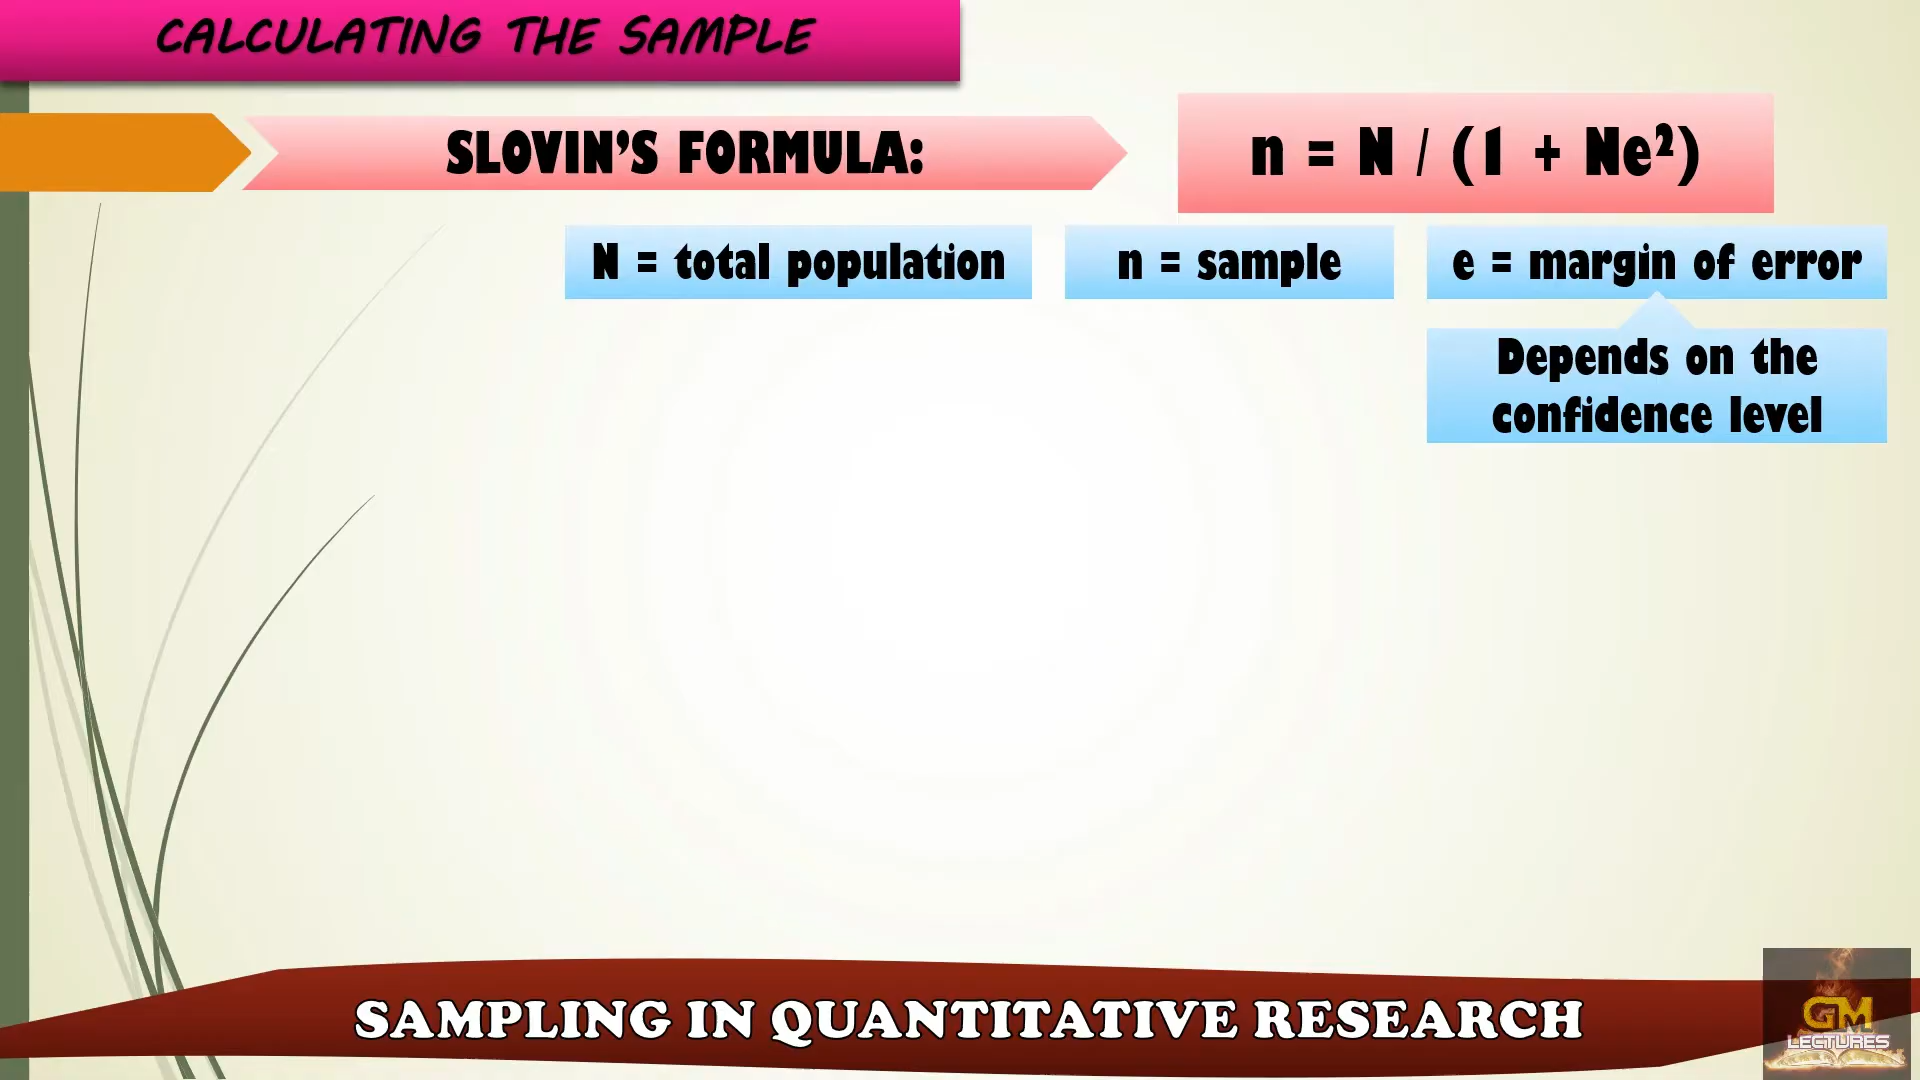 CALCULATING THE SAMPLE
SLOVIN'S FORMULA:
n = N / (1 + Ne²)
N = total population
n = sample
e = margin of error
Depends on the
confidence level
SAMPLING IN QUANTITATIVE RESEARCH
GM
LECTURES